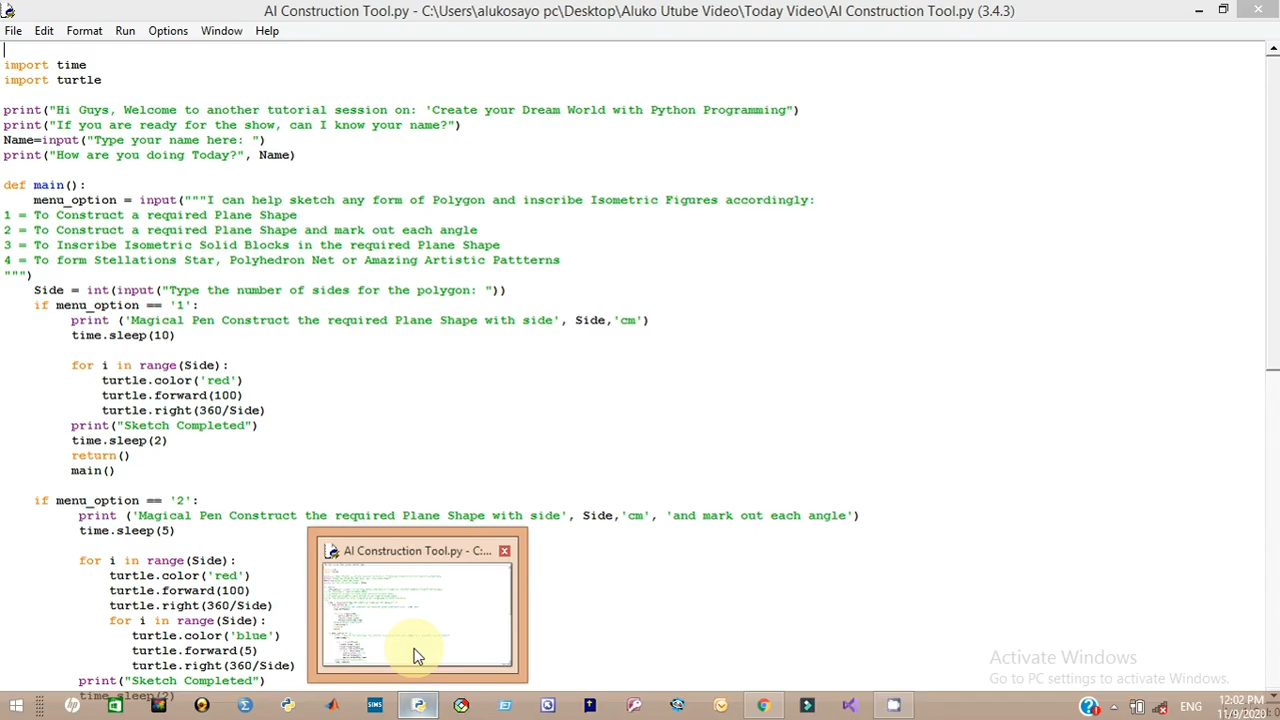 AI Construction Tool.py - C:\Users\alukosayo pc\Desktop\Aluko Utube Video\Today Video\AI Construction Tool.py (3.4.3)
File Edit Format Run Options Window Help
import time
import turtle
print("Hi Guys, Welcome to another tutorial session on: 'Create your Dream World with Python Programming")
print("If you are ready for the show, can I know your name?")
Name=input("Type your name here: ")
print("How are you doing Today?", Name)
def main():
menu_option = input("""I can help sketch any form of Polygon and inscribe Isometric Figures accordingly:
1 = To Construct a required Plane Shape
2 = To Construct a required Plane Shape and mark out each angle
3 = To Inscribe Isometric Solid Blocks in the required Plane Shape
4 = To form Stellations Star, Polyhedron Net or Amazing Artistic Pattterns
""")
Side = int(input("Type the number of sides for the polygon: "))
if menu_option == '1':
print ('Magical Pen Construct the required Plane Shape with side', Side,'cm')
time.sleep(10)
for i in range(Side):
turtle.color('red')
turtle.forward(100)
turtle.right(360/Side)
print("Sketch Completed")
time.sleep(2)
return()
main()
if menu_option == '2':
print ('Magical Pen Construct the required Plane Shape with side', Side,'cm', 'and mark out each angle')
time.sleep(5)
for i in range(Side):
turtle.color('red')
turtle.forward(100)
turtle.right(360/Side)
for i in range(Side):
turtle.color('blue')
turtle.forward(5)
turtle.right(360/Side)
print("Sketch Completed")
time.sleep(2)
AI Construction Tool.py - C:...
Activate Windows
Go to PC settings to activate Windows.
SIMS
ENG
12:02 PM